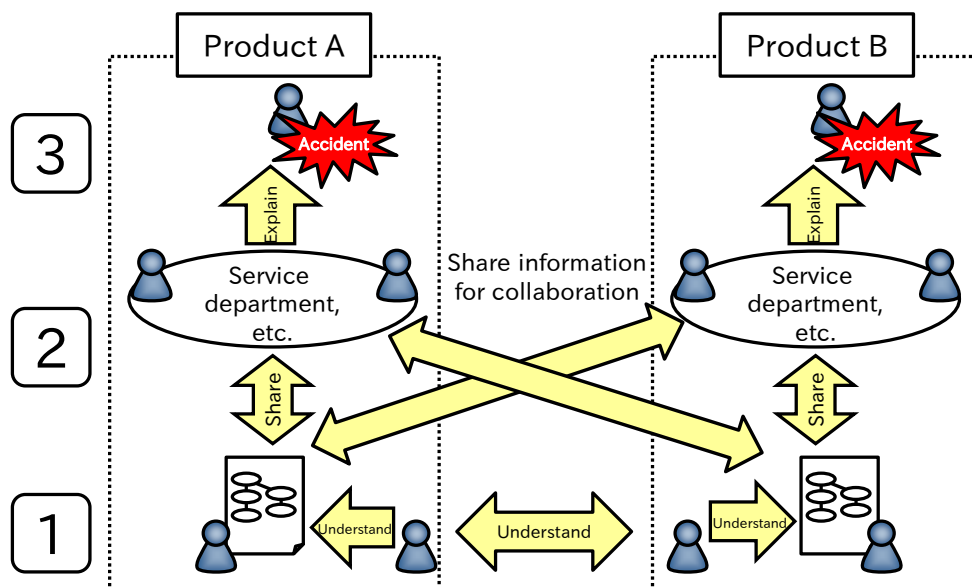 Product A
Product B
3
Accident
Accident
Explain
Explain
Service
department,
etc.
Share information
for collaboration
Service
department,
etc.
2
Share
Share
1
Understand
Understand
Understand